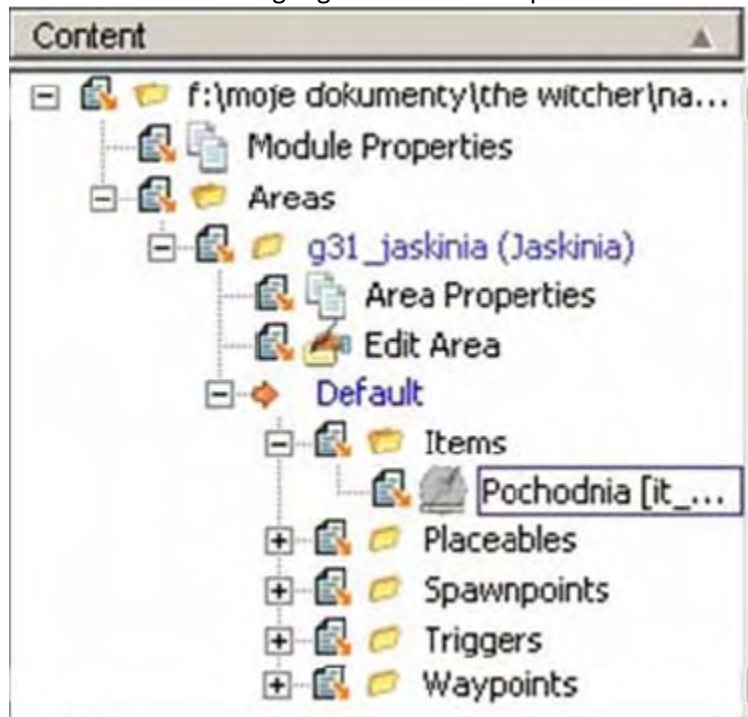 Content
f:\moje dokumenty\the witcher\na...
Module Properties
Areas
g31_jaskinia (Jaskinia)
Area Properties
Edit Area
Default
Items
Pochodnia [it_...
Placeables
Spawnpoints
Triggers
Waypoints